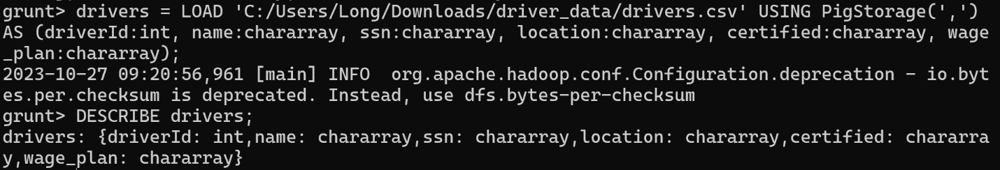 grunt> drivers = LOAD 'C:/Users/Long/Downloads/driver_data/drivers.csv' USING PigStorage(',')
AS (driverId:int, name:chararray, ssn:chararray, location:chararray, certified:chararray, wage
_plan:chararray);
2023-10-27 09:20:56,961 [main] INFO  org.apache.hadoop.conf.Configuration.deprecation - io.byt
es.per.checksum is deprecated. Instead, use dfs.bytes-per-checksum
grunt> DESCRIBE drivers;
drivers: {driverId: int,name: chararray,ssn: chararray,location: chararray,certified: chararra
y,wage_plan: chararray}